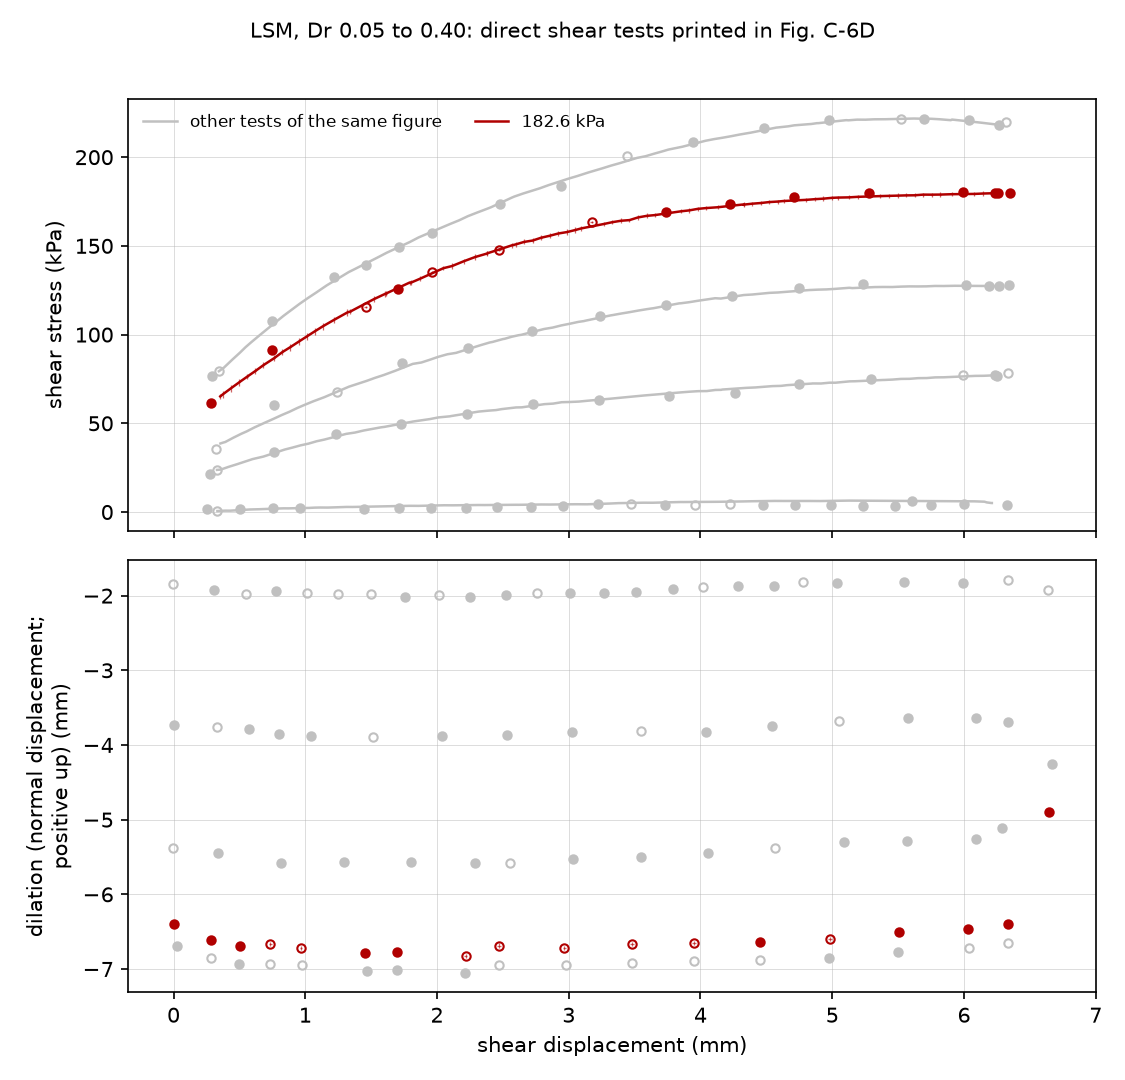 LSM, Dr 0.05 to 0.40: direct shear tests printed in Fig. C-6D
other tests of the same figure
182.6 kPa
shear stress (kPa)
200
150
100
50
0
dilation (normal displacement;
positive up) (mm)
−2
−3
−4
−5
−6
−7
0 1 2 3 4 5 6 7
shear displacement (mm)